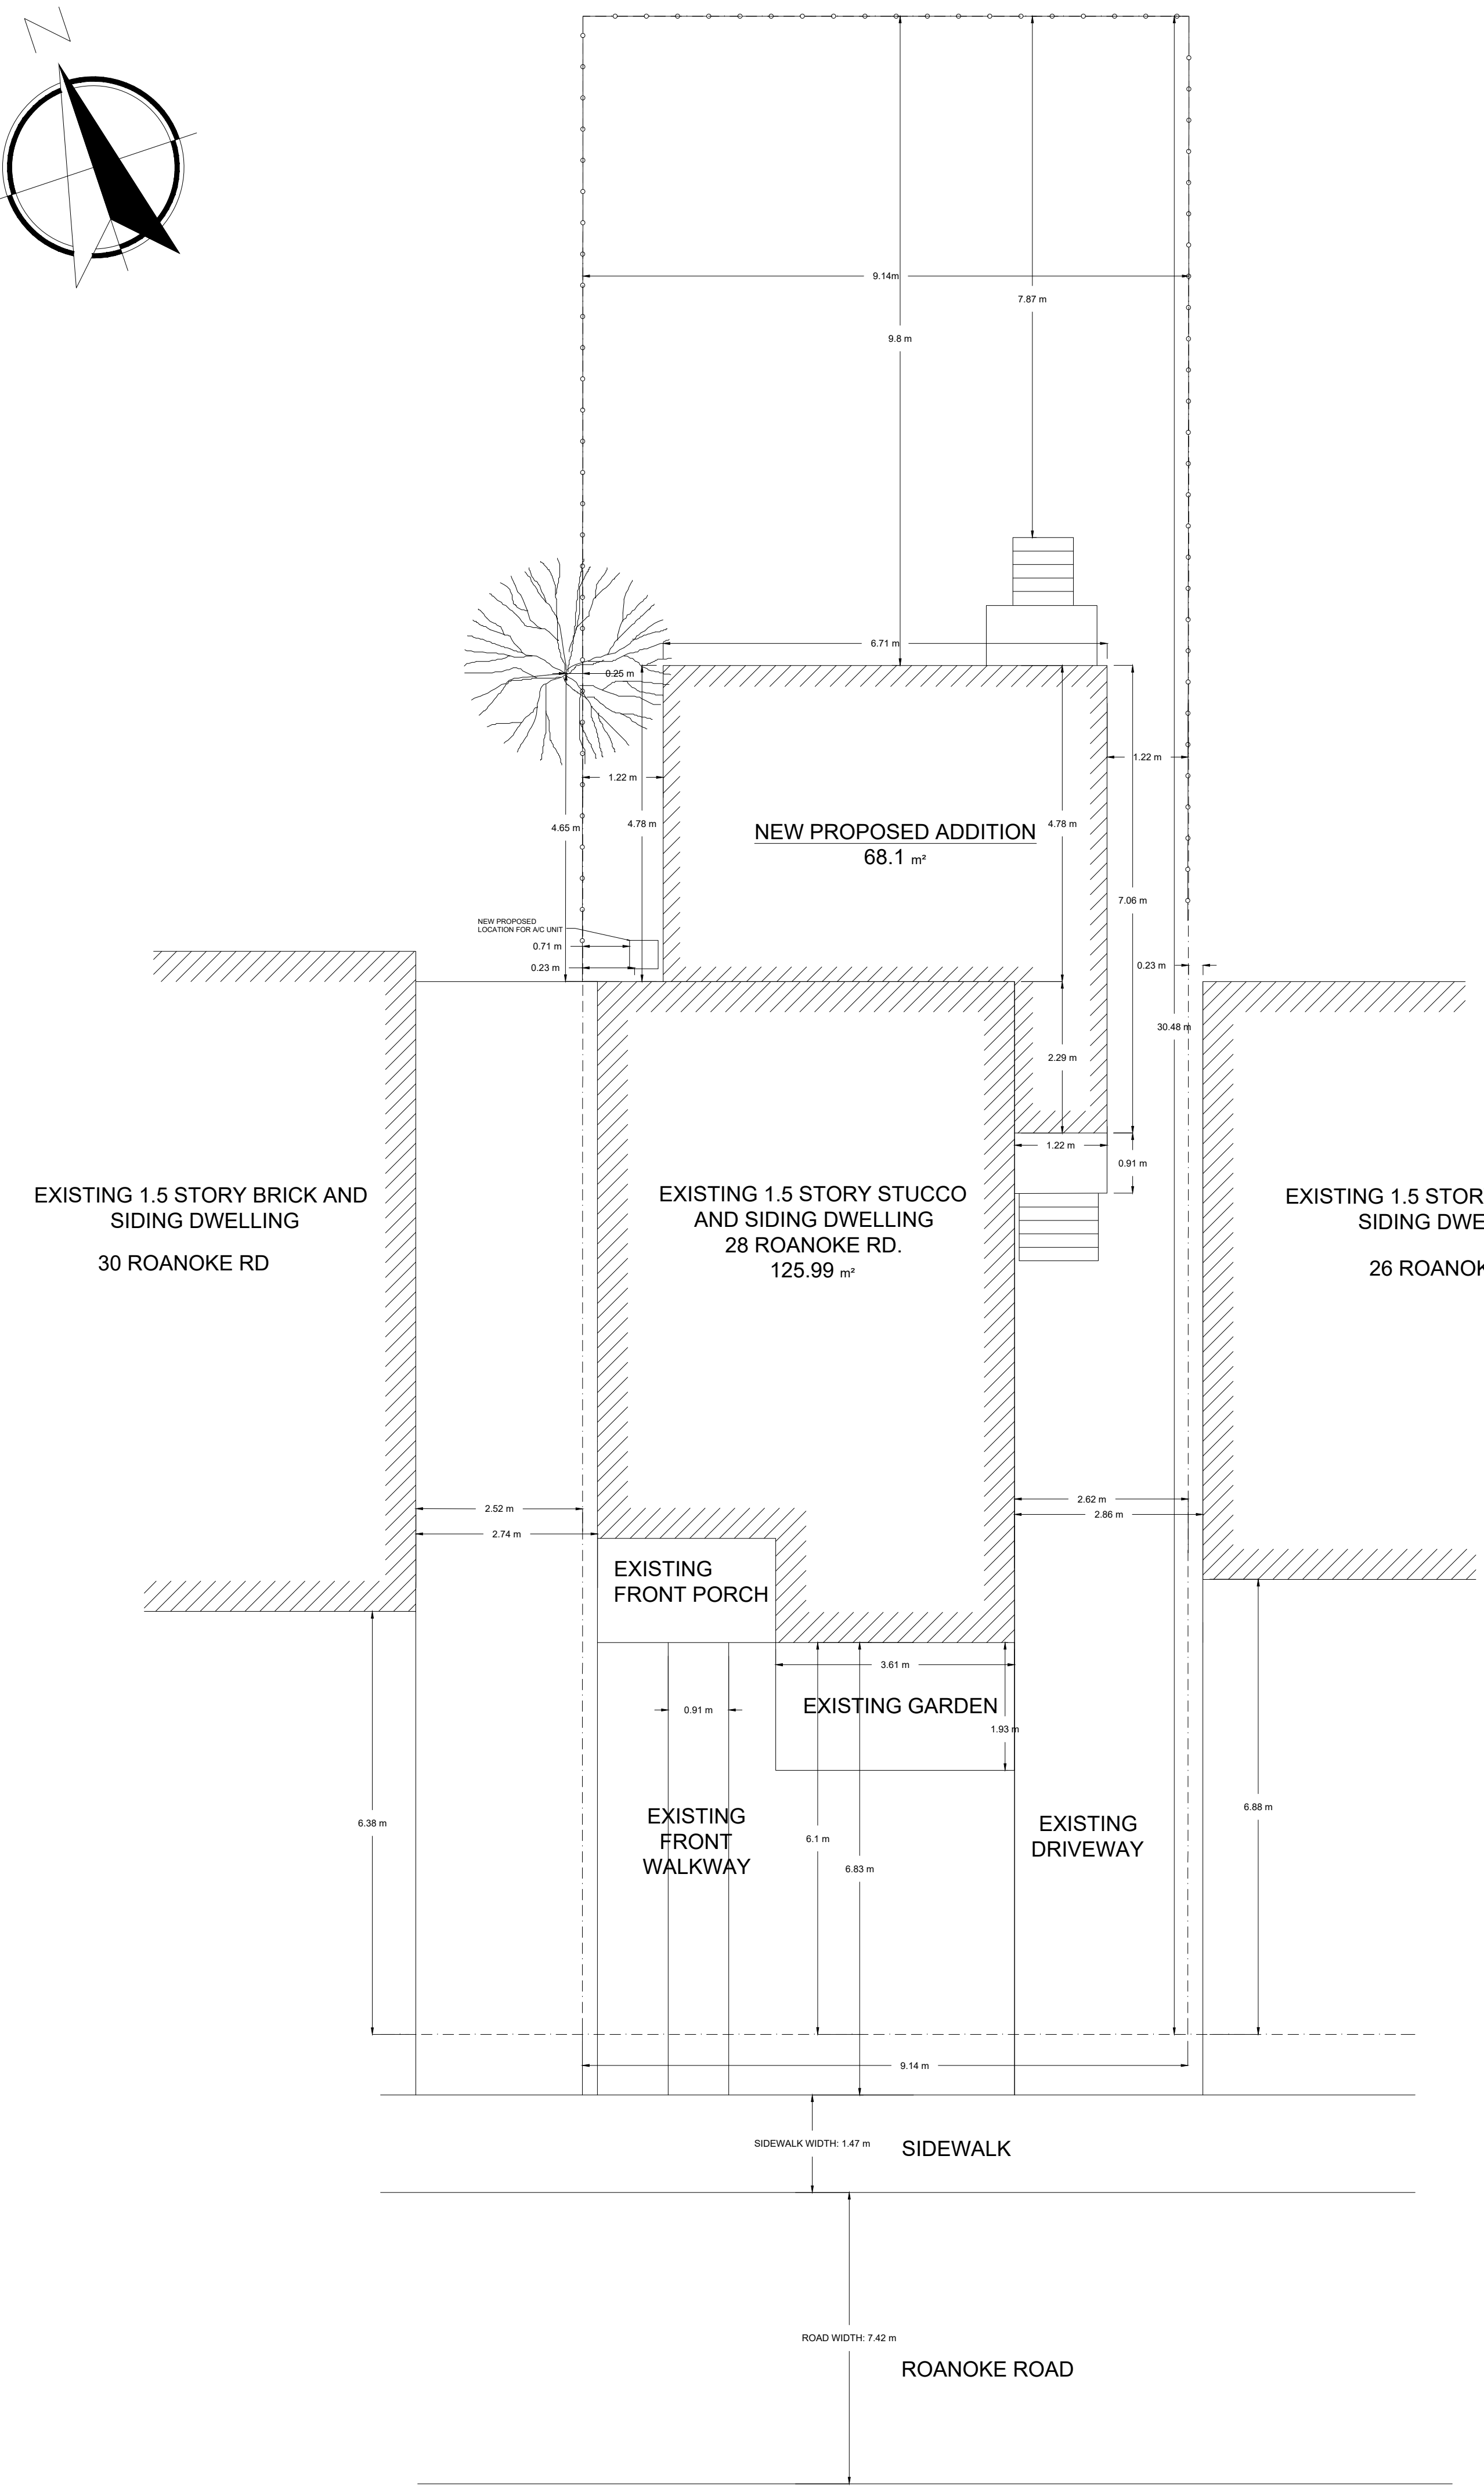 N
9.14m
7.87 m
9.8 m
6.71 m
0.25 m
1.22 m
1.22 m
4.65 m
4.78 m
4.78 m
NEW PROPOSED ADDITION
68.1 m²
7.06 m
NEW PROPOSED
LOCATION FOR A/C UNIT
0.71 m
0.23 m
0.23 m
30.48 m
2.29 m
1.22 m
0.91 m
EXISTING 1.5 STORY BRICK AND
SIDING DWELLING
30 ROANOKE RD
EXISTING 1.5 STORY STUCCO
AND SIDING DWELLING
28 ROANOKE RD.
125.99 m²
EXISTING 1.5 STOR
SIDING DWE
26 ROANOK
2.52 m
2.74 m
2.62 m
2.86 m
EXISTING
FRONT PORCH
3.61 m
EXISTING GARDEN
0.91 m
1.93 m
6.38 m
EXISTING
FRONT
WALKWAY
6.1 m
6.83 m
EXISTING
DRIVEWAY
6.88 m
9.14 m
SIDEWALK WIDTH: 1.47 m
SIDEWALK
ROAD WIDTH: 7.42 m
ROANOKE ROAD